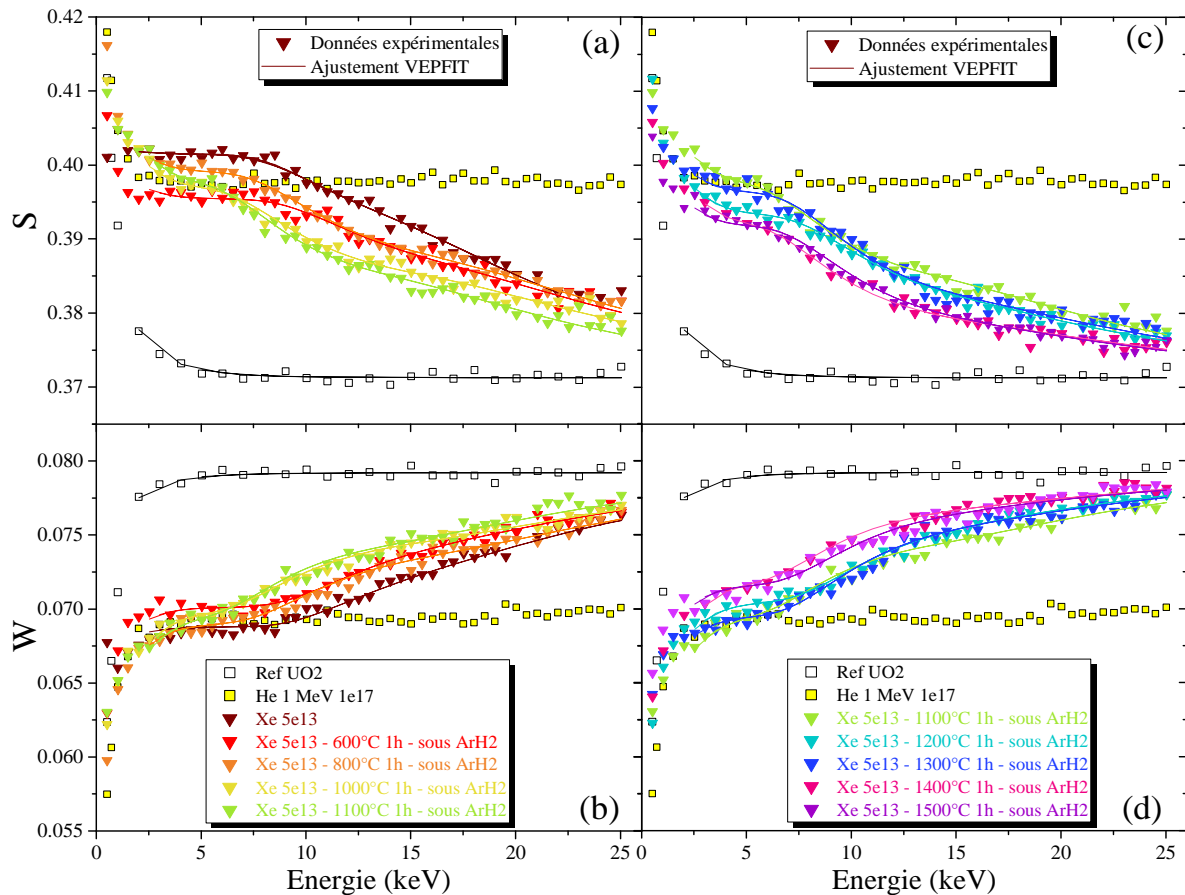 0.42
0.41
0.40
0.39
0.38
0.37
S
(a)
Données expérimentales
Ajustement VEPFIT
(c)
Données expérimentales
Ajustement VEPFIT
0.080
0.075
0.070
0.065
0.060
0.055
W
Ref UO2
He 1 MeV 1e17
Xe 5e13
Xe 5e13 - 600°C 1h - sous ArH2
Xe 5e13 - 800°C 1h - sous ArH2
Xe 5e13 - 1000°C 1h - sous ArH2
Xe 5e13 - 1100°C 1h - sous ArH2
(b)
Ref UO2
He 1 MeV 1e17
Xe 5e13 - 1100°C 1h - sous ArH2
Xe 5e13 - 1200°C 1h - sous ArH2
Xe 5e13 - 1300°C 1h - sous ArH2
Xe 5e13 - 1400°C 1h - sous ArH2
Xe 5e13 - 1500°C 1h - sous ArH2
(d)
0 5 10 15 20 25
0 5 10 15 20 25
Energie (keV)
Energie (keV)